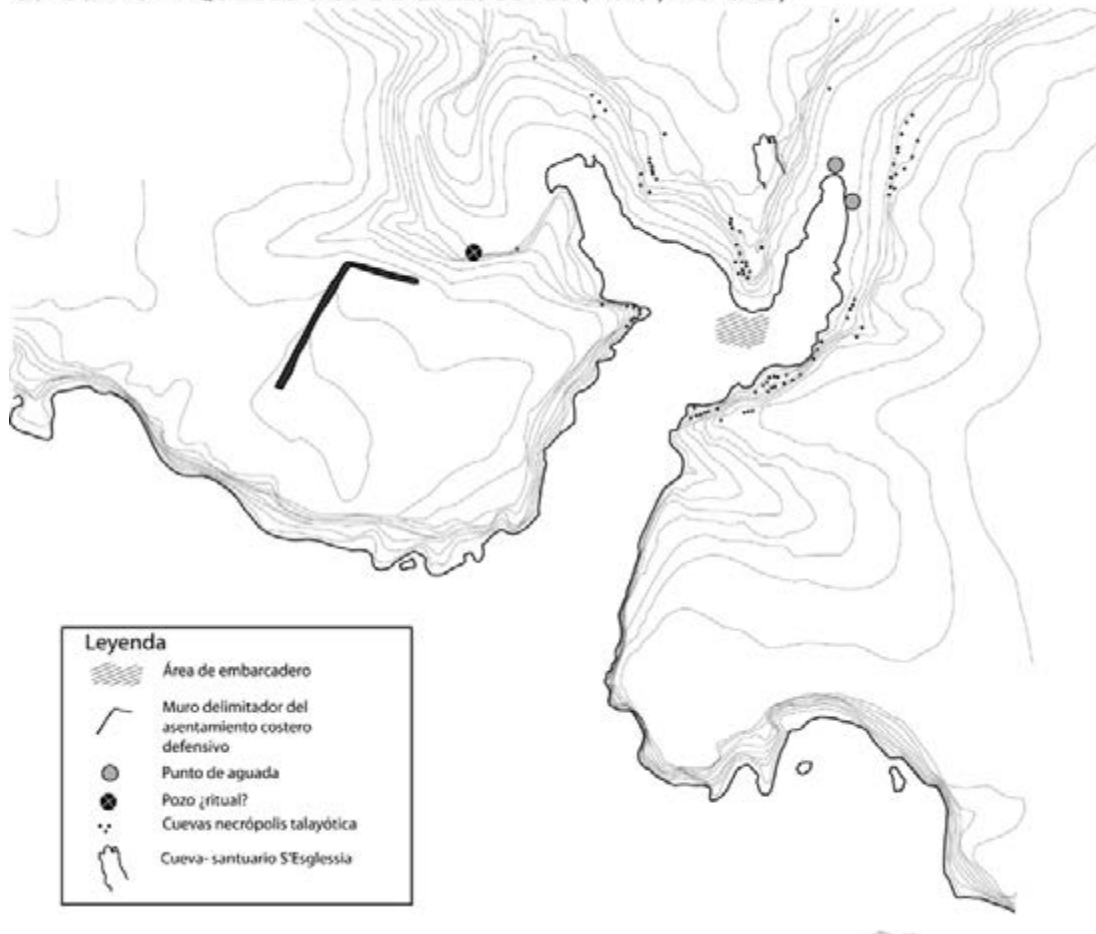 Leyenda
Área de embarcadero
Muro delimitador del
asentamiento costero
defensivo
Punto de aguada
Pozo ¿ritual?
Cuevas necrópolis talayótica
Cueva- santuario S'Esglessia